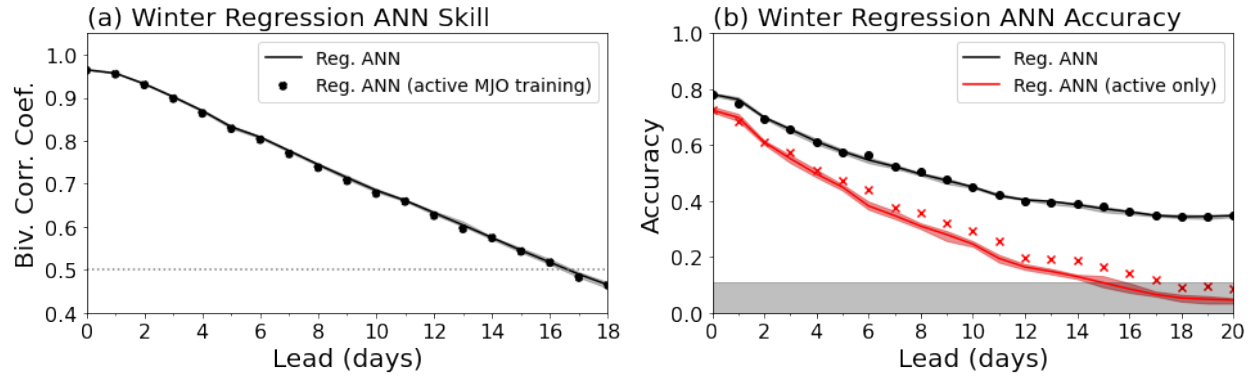 (a) Winter Regression ANN Skill
Biv. Corr. Coef.
1.0
0.9
0.8
0.7
0.6
0.5
0.4
Reg. ANN
Reg. ANN (active MJO training)
0 2 4 6 8 10 12 14 16 18
Lead (days)
(b) Winter Regression ANN Accuracy
Accuracy
1.0
0.8
0.6
0.4
0.2
0.0
Reg. ANN
Reg. ANN (active only)
0 2 4 6 8 10 12 14 16 18 20
Lead (days)